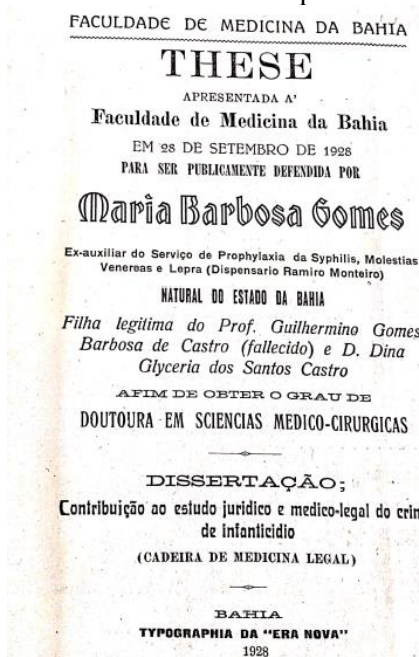 FACULDADE DE MEDICINA DA BAHIA
THESE
APRESENTADA A'
Faculdade de Medicina da Bahia
EM 28 DE SETEMBRO DE 1928
PARA SER PUBLICAMENTE DEFENDIDA POR
Maria Barbosa Gomes
Ex-auxiliar do Serviço de Prophylaxia da Syphilis, Molestias
Venereas e Lepra (Dispensario Ramiro Monteiro)
NATURAL DO ESTADO DA BAHIA
Filha legitima do Prof. Guilhermino Gomes
Barbosa de Castro (fallecido) e D. Dina
Glyceria dos Santos Castro
AFIM DE OBTER O GRAU DE
DOUTOURA EM SCIENCIAS MEDICO-CIRURGICAS
DISSERTAÇÃO;
Contribuição ao estudo juridico e medico-legal do crim
de infanticidio
(CADEIRA DE MEDICINA LEGAL)
BAHIA
TYPOGRAPHIA DA "ERA NOVA"
1928